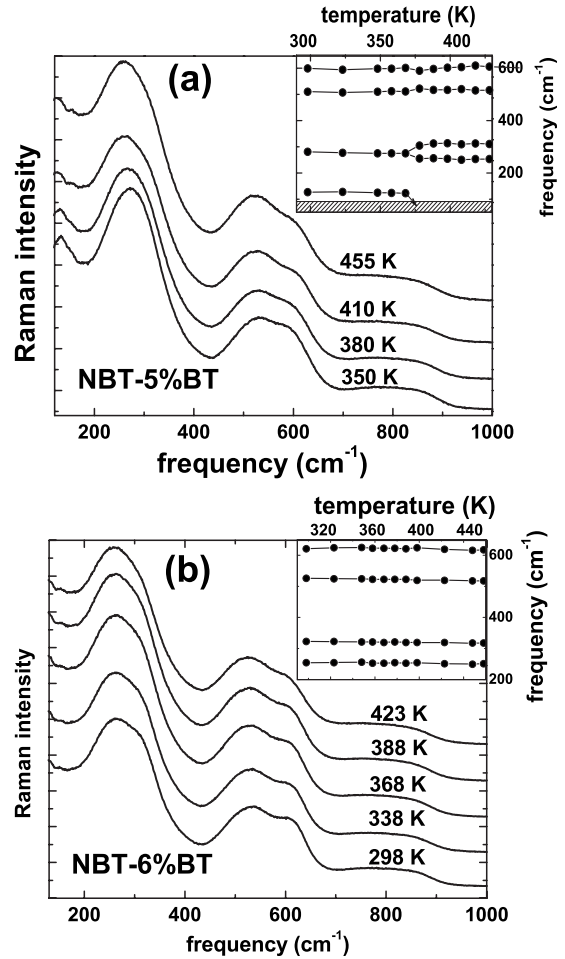 temperature (K)
300 350 400
(a)
600
400
200
frequency (cm⁻¹)
Raman intensity
455 K
410 K
380 K
350 K
NBT-5%BT
200 400 600 800 1000
frequency (cm⁻¹)
temperature (K)
320 360 400 440
(b)
600
400
200
frequency (cm⁻¹)
Raman intensity
423 K
388 K
368 K
338 K
298 K
NBT-6%BT
200 400 600 800 1000
frequency (cm⁻¹)